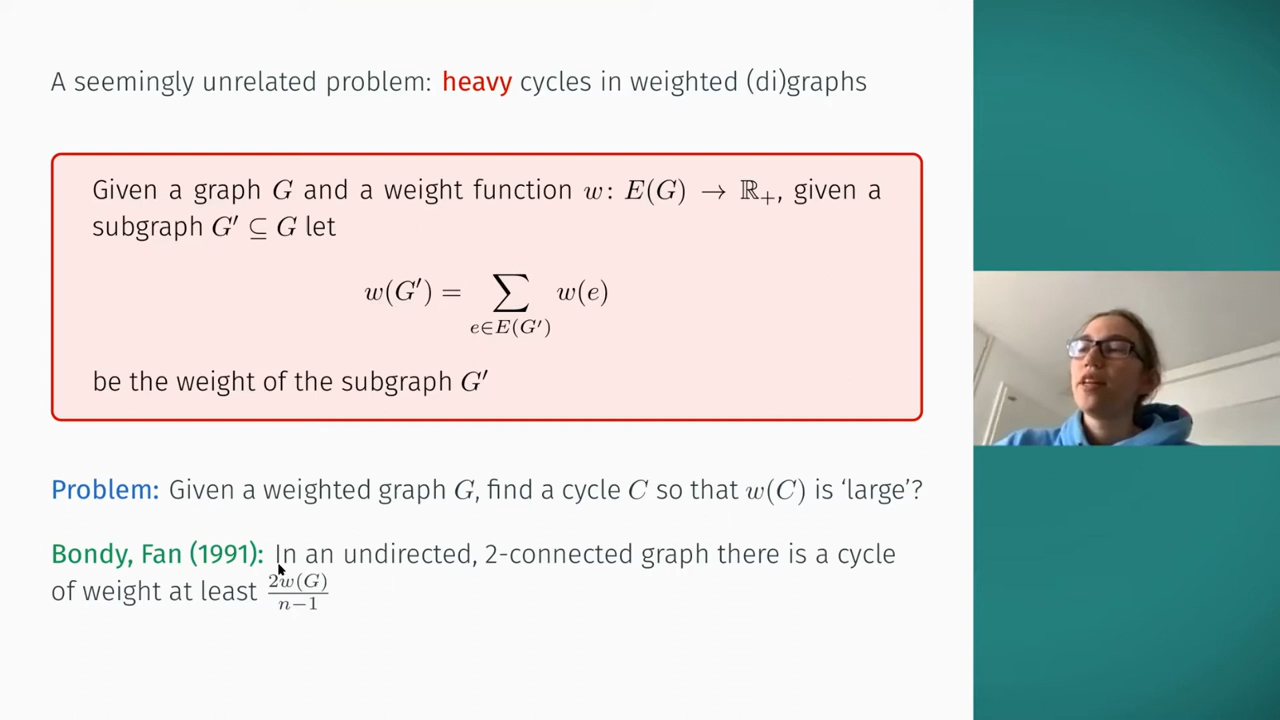 A seemingly unrelated problem: heavy cycles in weighted (di)graphs
Given a graph G and a weight function w: E(G) → ℝ₊, given a
subgraph G′ ⊆ G let
w(G′) = ∑_{e∈E(G′)} w(e)
be the weight of the subgraph G′
Problem: Given a weighted graph G, find a cycle C so that w(C) is ‘large’?
Bondy, Fan (1991): In an undirected, 2-connected graph there is a cycle
of weight at least 2w(G)/n−1